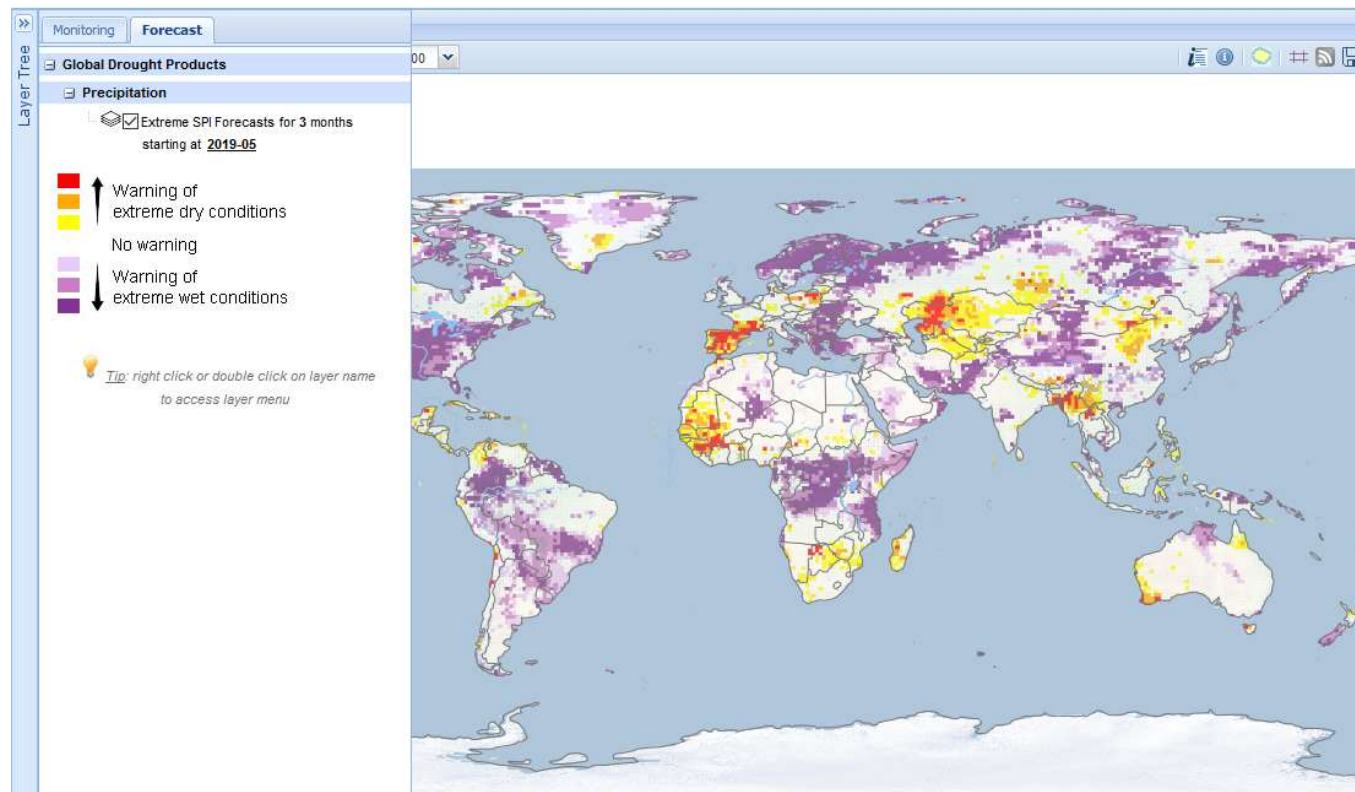 Layer Tree
Monitoring
Forecast
Global Drought Products
00
Precipitation
Extreme SPI Forecasts for 3 months
starting at 2019-05
Warning of
extreme dry conditions
No warning
Warning of
extreme wet conditions
Tip: right click or double click on layer name
to access layer menu